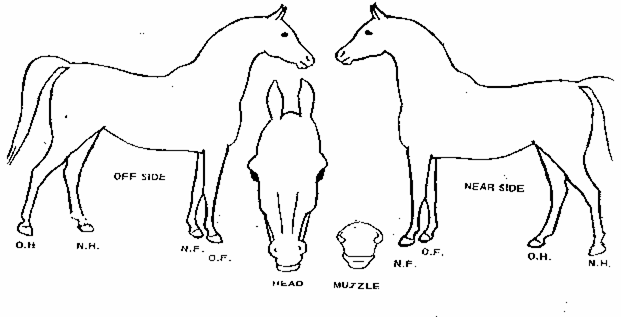 OFF SIDE
NEAR SIDE
O.H
N.H.
N.F.
O.F.
N.F.
O.F.
O.H.
N.H.
HEAD
MUZZLE